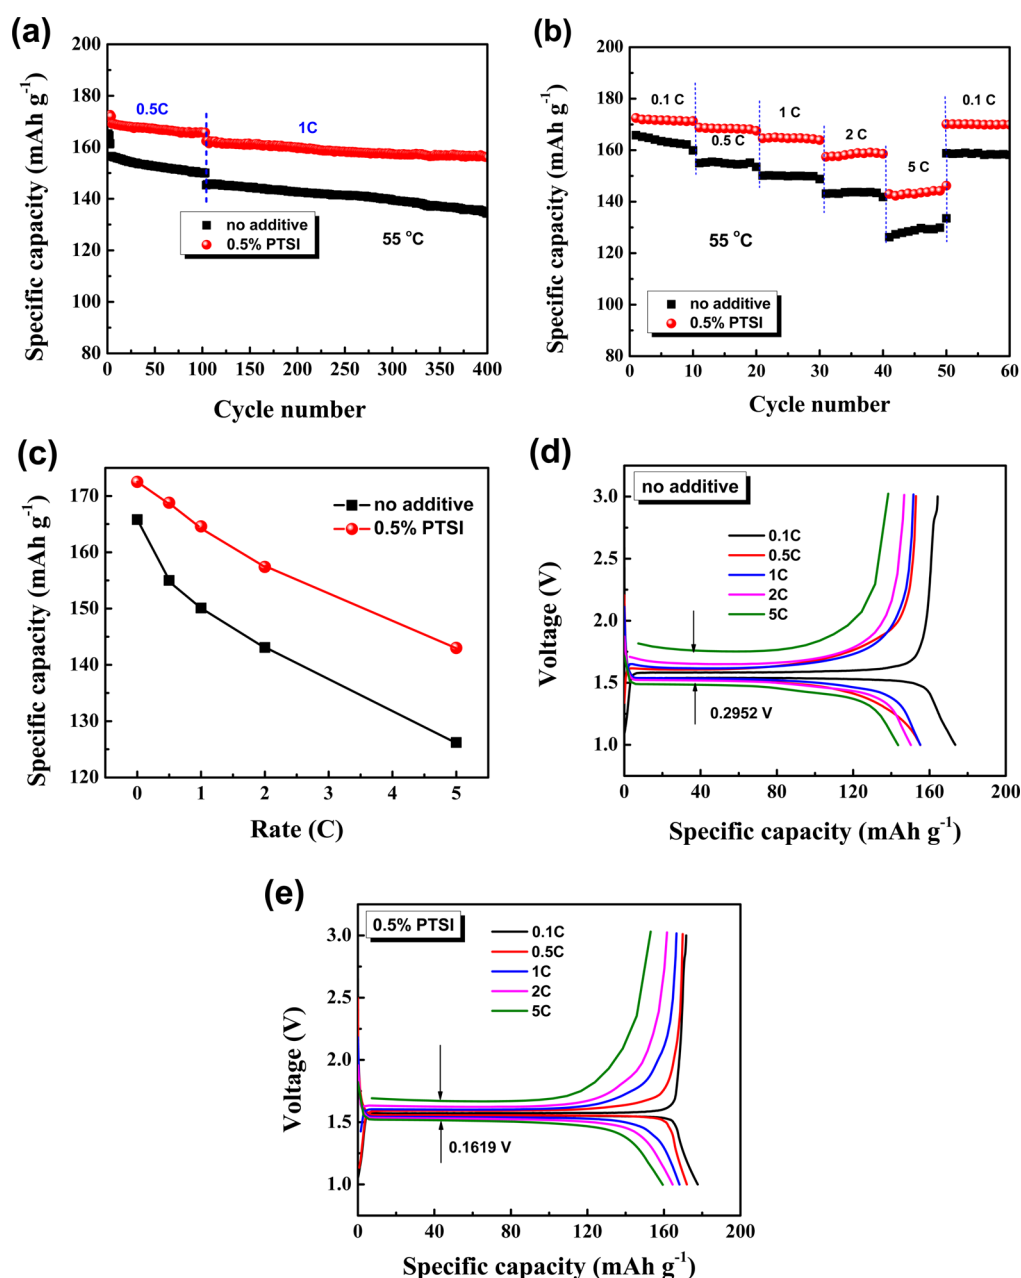 (a)
200
180
160
140
120
100
80
0 50 100 150 200 250 300 350 400
Specific capacity (mAh g-1)
Cycle number
0.5C
1C
no additive
0.5% PTSI
55 oC
(b)
200
180
160
140
120
100
80
0 10 20 30 40 50 60
Specific capacity (mAh g-1)
Cycle number
0.1 C
0.5 C
1 C
2 C
5 C
0.1 C
55 oC
no additive
0.5% PTSI
(c)
170
160
150
140
130
120
0 1 2 3 4 5
Specific capacity (mAh g-1)
Rate (C)
no additive
0.5% PTSI
(d)
no additive
3.0
2.5
2.0
1.5
1.0
0 40 80 120 160 200
Voltage (V)
Specific capacity (mAh g-1)
0.1C
0.5C
1C
2C
5C
0.2952 V
(e)
0.5% PTSI
3.0
2.5
2.0
1.5
1.0
0 40 80 120 160 200
Voltage (V)
Specific capacity (mAh g-1)
0.1C
0.5C
1C
2C
5C
0.1619 V